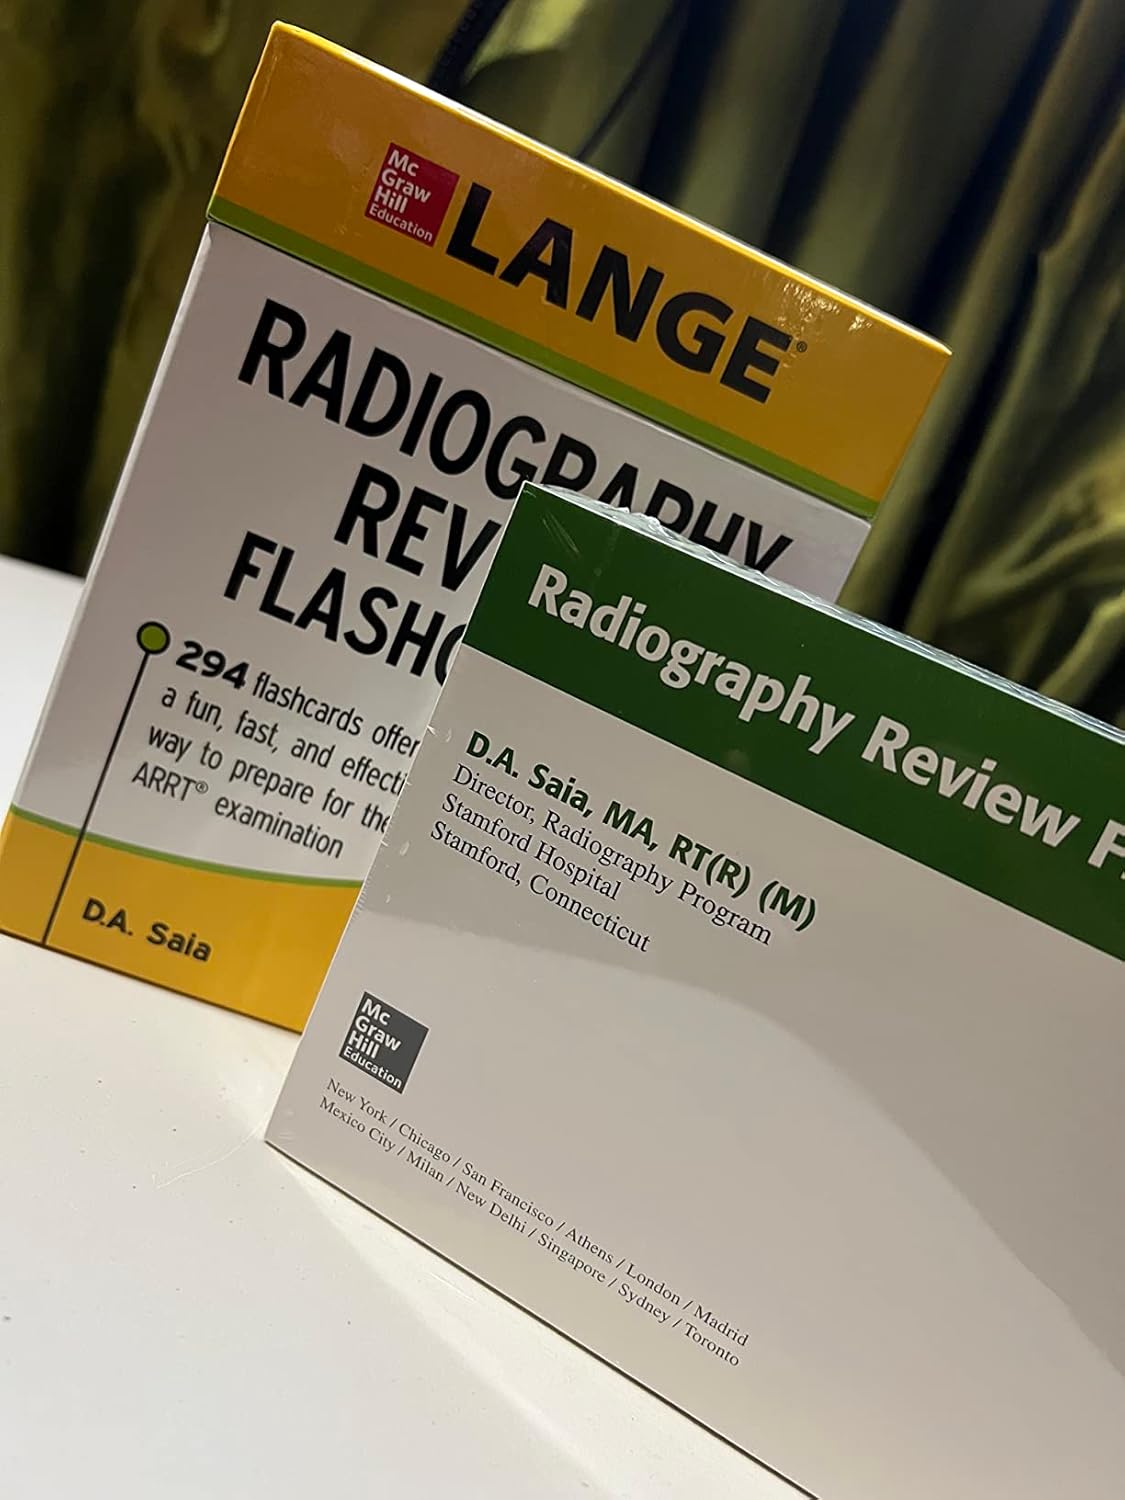 Mc
Graw
Hill
Education
LANGE®
RADIOGRAPHY
REV
FLASHC
294 flashcards offer
a fun, fast, and effecti
way to prepare for the
ARRT® examination
D.A. Saia
Radiography Review F
D.A. Saia, MA, RT(R) (M)
Director, Radiography Program
Stamford Hospital
Stamford, Connecticut
Mc
Graw
Hill
Education
New York / Chicago / San Francisco / Athens / London / Madrid
Mexico City / Milan / New Delhi / Singapore / Sydney / Toronto